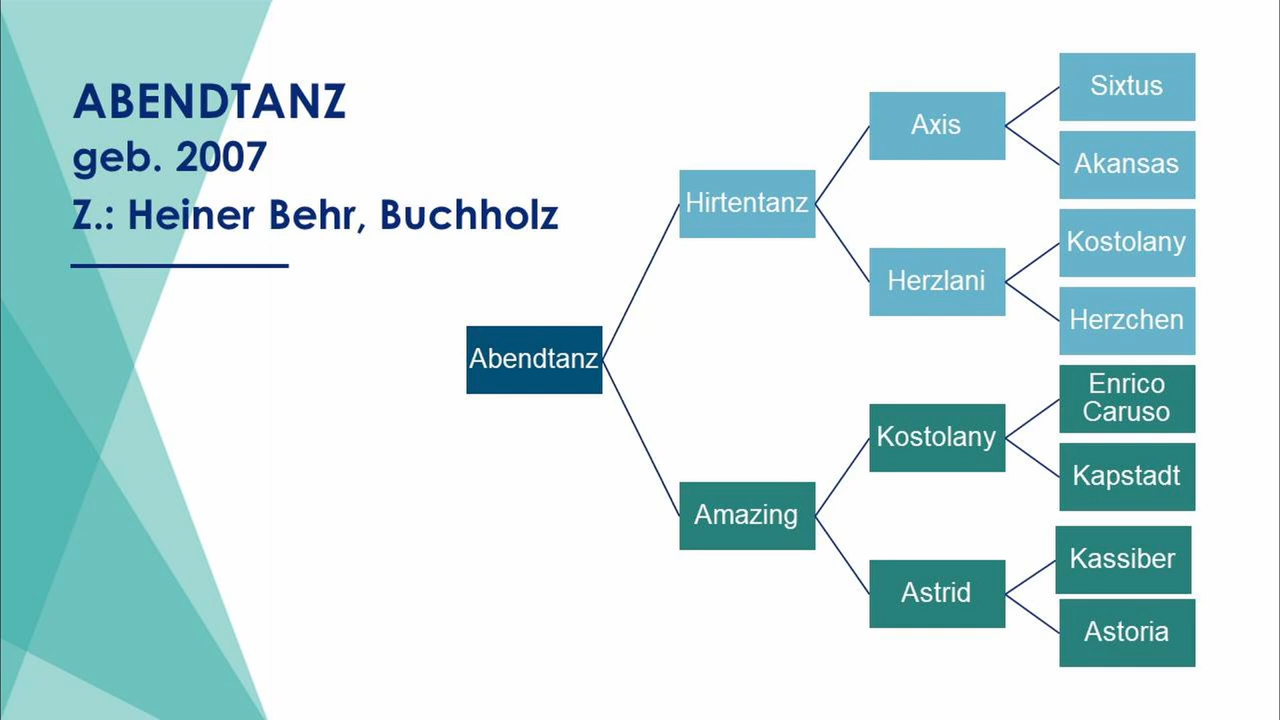 ABENDTANZ
geb. 2007
Z.: Heiner Behr, Buchholz
Abendtanz
Hirtentanz
Amazing
Axis
Herzlani
Kostolany
Astrid
Sixtus
Akansas
Kostolany
Herzchen
Enrico
Caruso
Kapstadt
Kassiber
Astoria